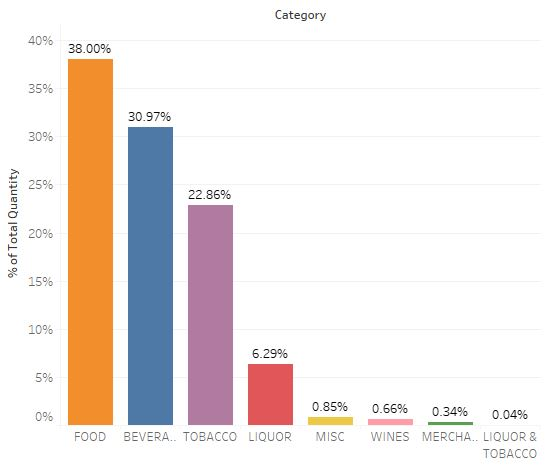 Category
% of Total Quantity
40%
35%
30%
25%
20%
15%
10%
5%
0%
38.00%
30.97%
22.86%
6.29%
0.85%
0.66%
0.34%
0.04%
FOOD
BEVERA..
TOBACCO
LIQUOR
MISC
WINES
MERCHA..
LIQUOR &
TOBACCO